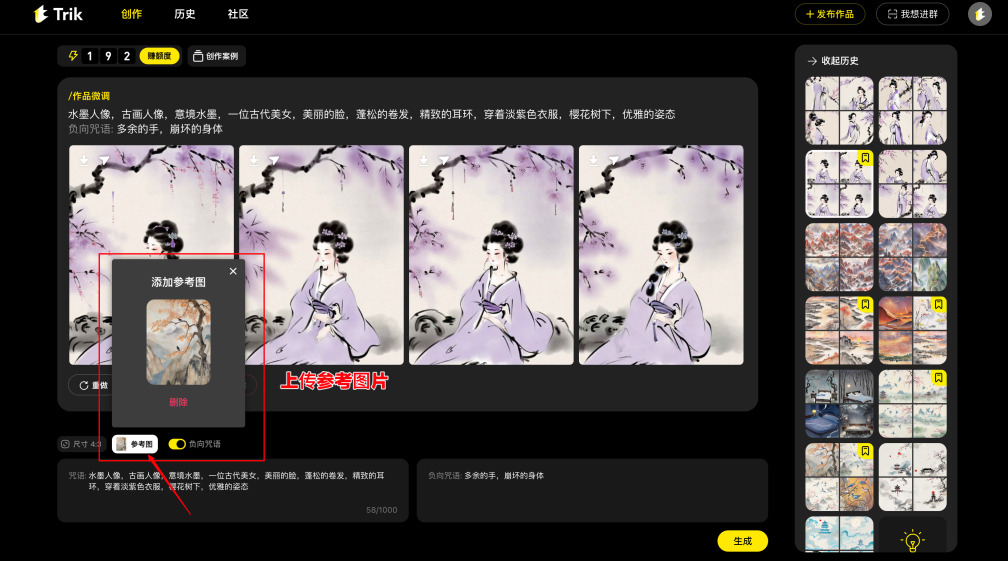 Trik
创作
历史
社区
+ 发布作品
我想进群
1 9 2
赚额度
创作案例
收起历史
/作品微调
水墨人像，古画人像，意境水墨，一位古代美女，美丽的脸，蓬松的卷发，精致的耳环，穿着淡紫色衣服，樱花树下，优雅的姿态
负向咒语: 多余的手，崩坏的身体
添加参考图
删除
重做
上传参考图片
尺寸 4:3
参考图
负向咒语
咒语: 水墨人像，古画人像，意境水墨，一位古代美女，美丽的脸，蓬松的卷发，精致的耳
环，穿着淡紫色衣服，樱花树下，优雅的姿态
58/1000
负向咒语: 多余的手，崩坏的身体
生成